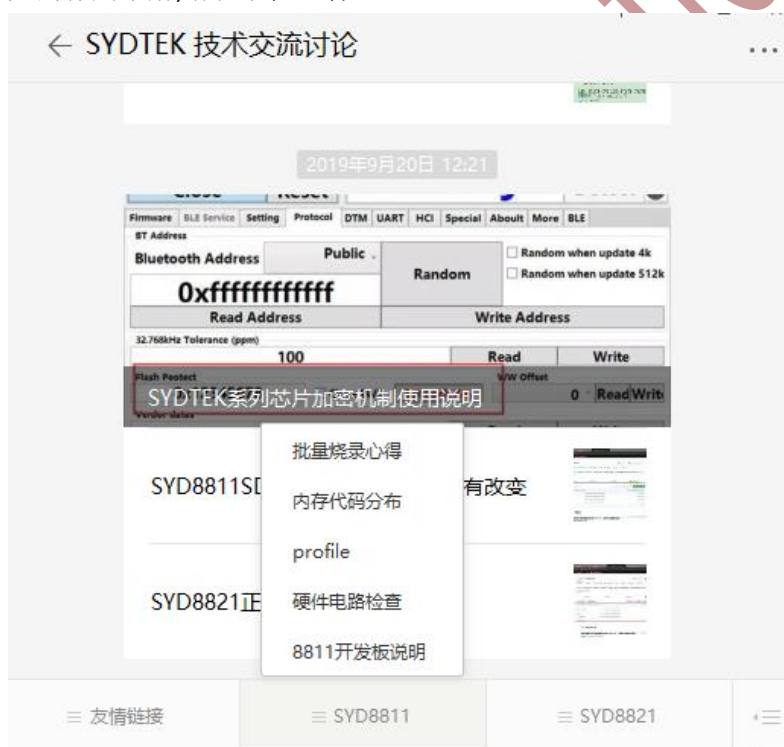 ← SYDTEK 技术交流讨论
...
2019年9月20日 12:21
Firmware BLE Service Setting Protocol DTM UART HCI Special Aboult More BLE
BT Address
Bluetooth Address Public
Random
Random when update 4k
Random when update 512k
0xffffffffffff
Read Address Write Address
32.768kHz Tolerance (ppm)
100 Read Write
Flash Peotect
Offset
0 Read Write
SYDTEK系列芯片加密机制使用说明
批量烧录心得
SYD8811SD 有改变
内存代码分布
profile
SYD8821正 硬件电路检查
8811开发板说明
友情链接 SYD8811 SYD8821